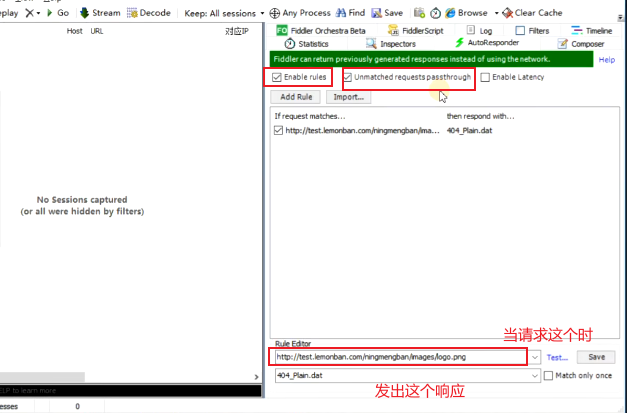 Replay X Go Stream Decode Keep: All sessions Any Process Find Save Browse Clear Cache
Host URL 对应IP
Fiddler Orchestra Beta FiddlerScript Log Filters Timeline
Statistics Inspectors AutoResponder Composer
Fiddler can return previously generated responses instead of using the network. Help
Enable rules Unmatched requests passthrough Enable Latency
Add Rule Import...
If request matches... then respond with...
http://test.lemonban.com/ningmengban/ima... 404_Plain.dat
No Sessions captured
(or all were hidden by filters)
当请求这个时
Rule Editor
http://test.lemonban.com/ningmengban/images/logo.png Test... Save
404_Plain.dat Match only once
发出这个响应
ELP to learn more
esses 0